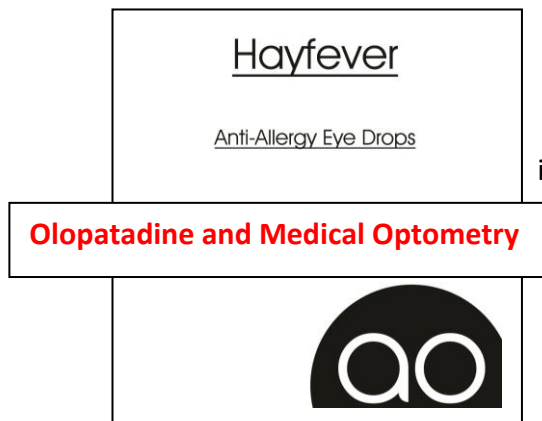 Hayfever
Anti-Allergy Eye Drops
i
Olopatadine and Medical Optometry
ao